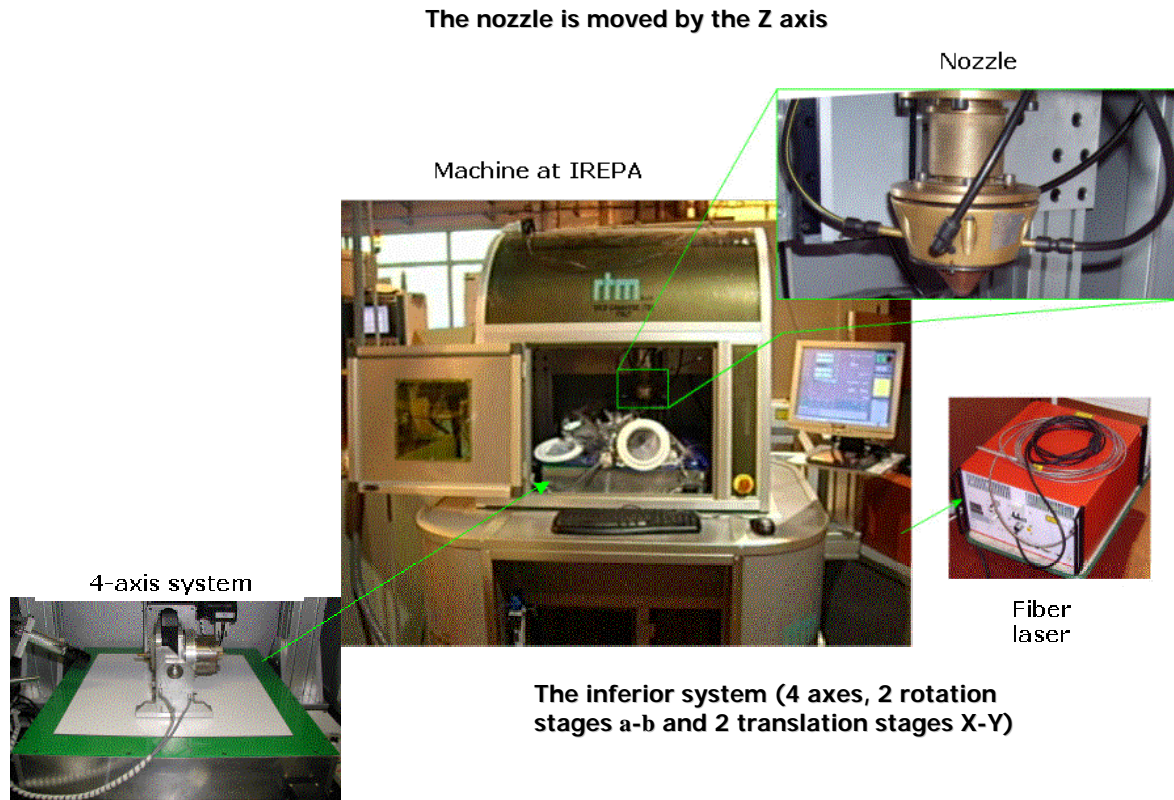 The nozzle is moved by the Z axis
Nozzle
Machine at IREPA
4-axis system
Fiber
laser
The inferior system (4 axes, 2 rotation
stages a-b and 2 translation stages X-Y)